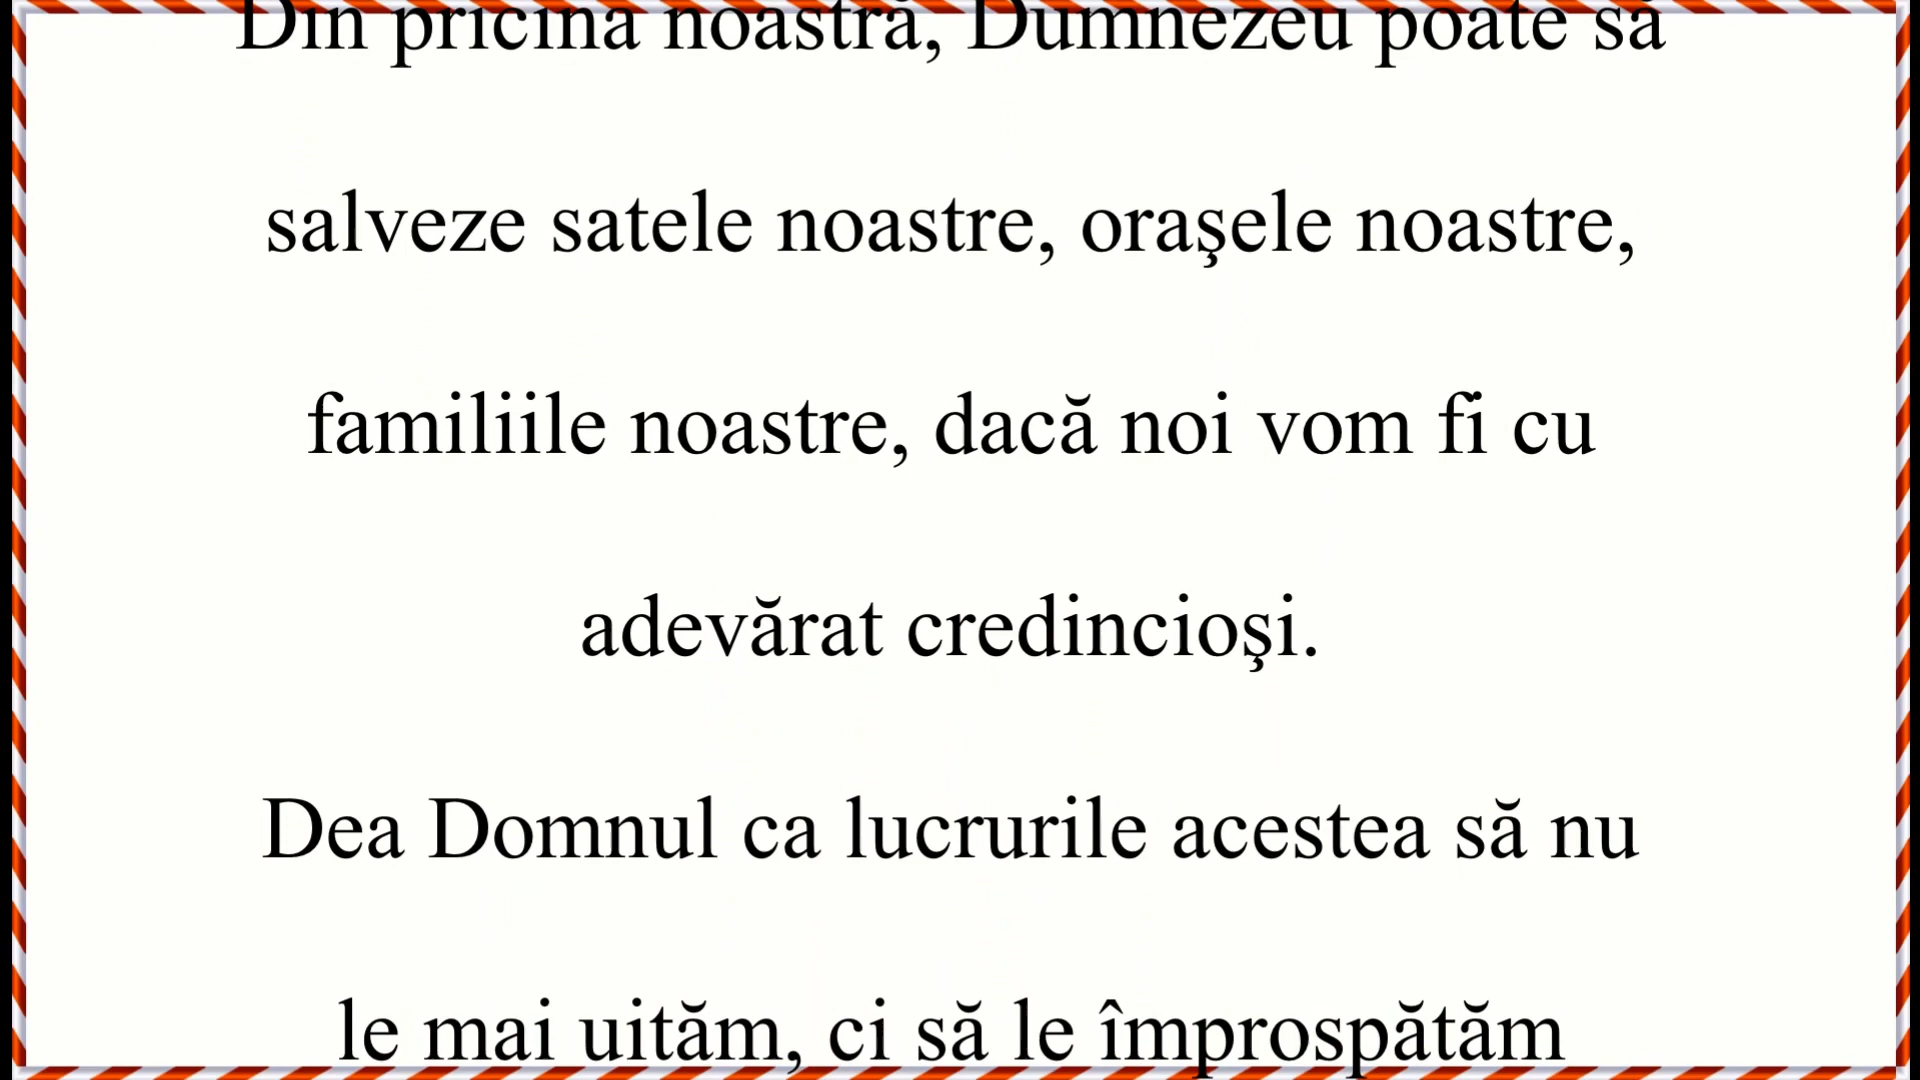 Din pricina noastră, Dumnezeu poate să
salveze satele noastre, oraşele noastre,
familiile noastre, dacă noi vom fi cu
adevărat credincioşi.
Dea Domnul ca lucrurile acestea să nu
le mai uităm, ci să le împrospătăm